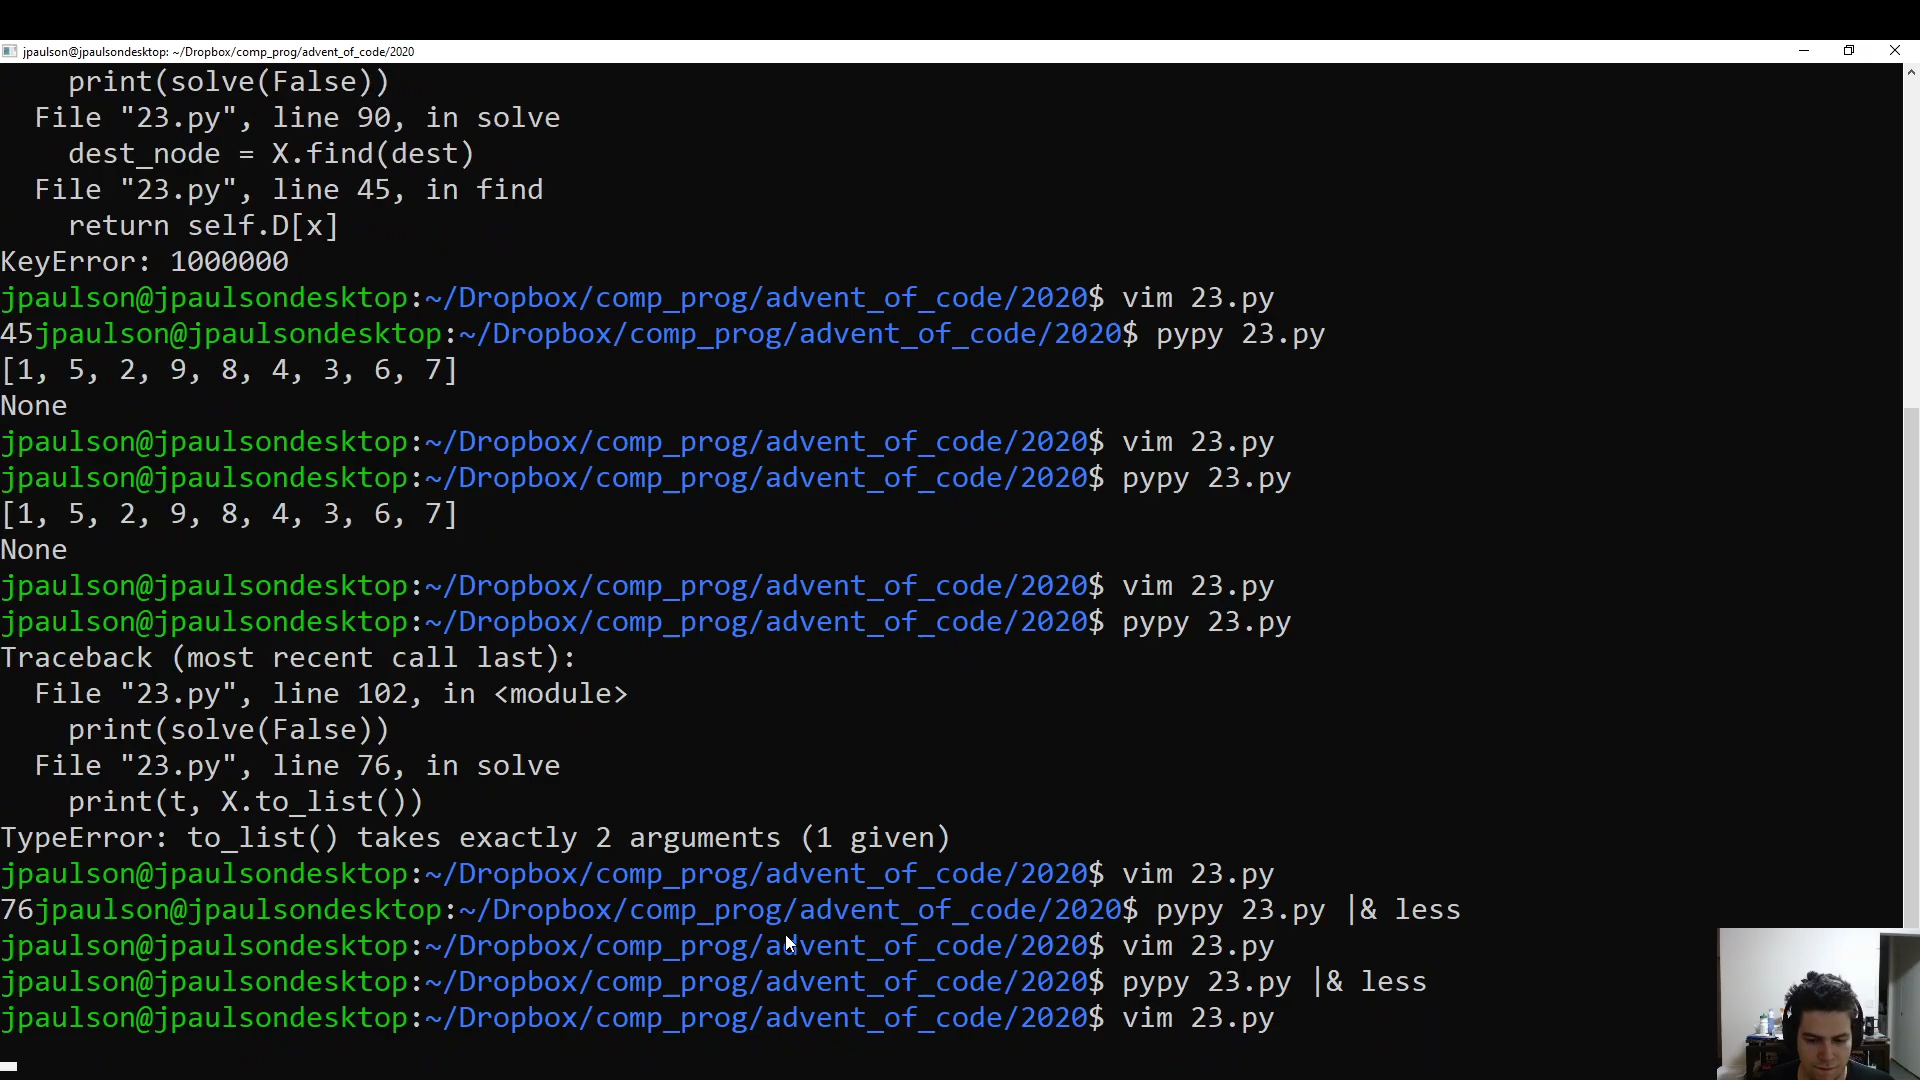 jpaulson@jpaulsondesktop: ~/Dropbox/comp_prog/advent_of_code/2020
    print(solve(False))
  File "23.py", line 90, in solve
    dest_node = X.find(dest)
  File "23.py", line 45, in find
    return self.D[x]
KeyError: 1000000
jpaulson@jpaulsondesktop:~/Dropbox/comp_prog/advent_of_code/2020$ vim 23.py
45jpaulson@jpaulsondesktop:~/Dropbox/comp_prog/advent_of_code/2020$ pypy 23.py
[1, 5, 2, 9, 8, 4, 3, 6, 7]
None
jpaulson@jpaulsondesktop:~/Dropbox/comp_prog/advent_of_code/2020$ vim 23.py
jpaulson@jpaulsondesktop:~/Dropbox/comp_prog/advent_of_code/2020$ pypy 23.py
[1, 5, 2, 9, 8, 4, 3, 6, 7]
None
jpaulson@jpaulsondesktop:~/Dropbox/comp_prog/advent_of_code/2020$ vim 23.py
jpaulson@jpaulsondesktop:~/Dropbox/comp_prog/advent_of_code/2020$ pypy 23.py
Traceback (most recent call last):
  File "23.py", line 102, in <module>
    print(solve(False))
  File "23.py", line 76, in solve
    print(t, X.to_list())
TypeError: to_list() takes exactly 2 arguments (1 given)
jpaulson@jpaulsondesktop:~/Dropbox/comp_prog/advent_of_code/2020$ vim 23.py
76jpaulson@jpaulsondesktop:~/Dropbox/comp_prog/advent_of_code/2020$ pypy 23.py |& less
jpaulson@jpaulsondesktop:~/Dropbox/comp_prog/advent_of_code/2020$ vim 23.py
jpaulson@jpaulsondesktop:~/Dropbox/comp_prog/advent_of_code/2020$ pypy 23.py |& less
jpaulson@jpaulsondesktop:~/Dropbox/comp_prog/advent_of_code/2020$ vim 23.py